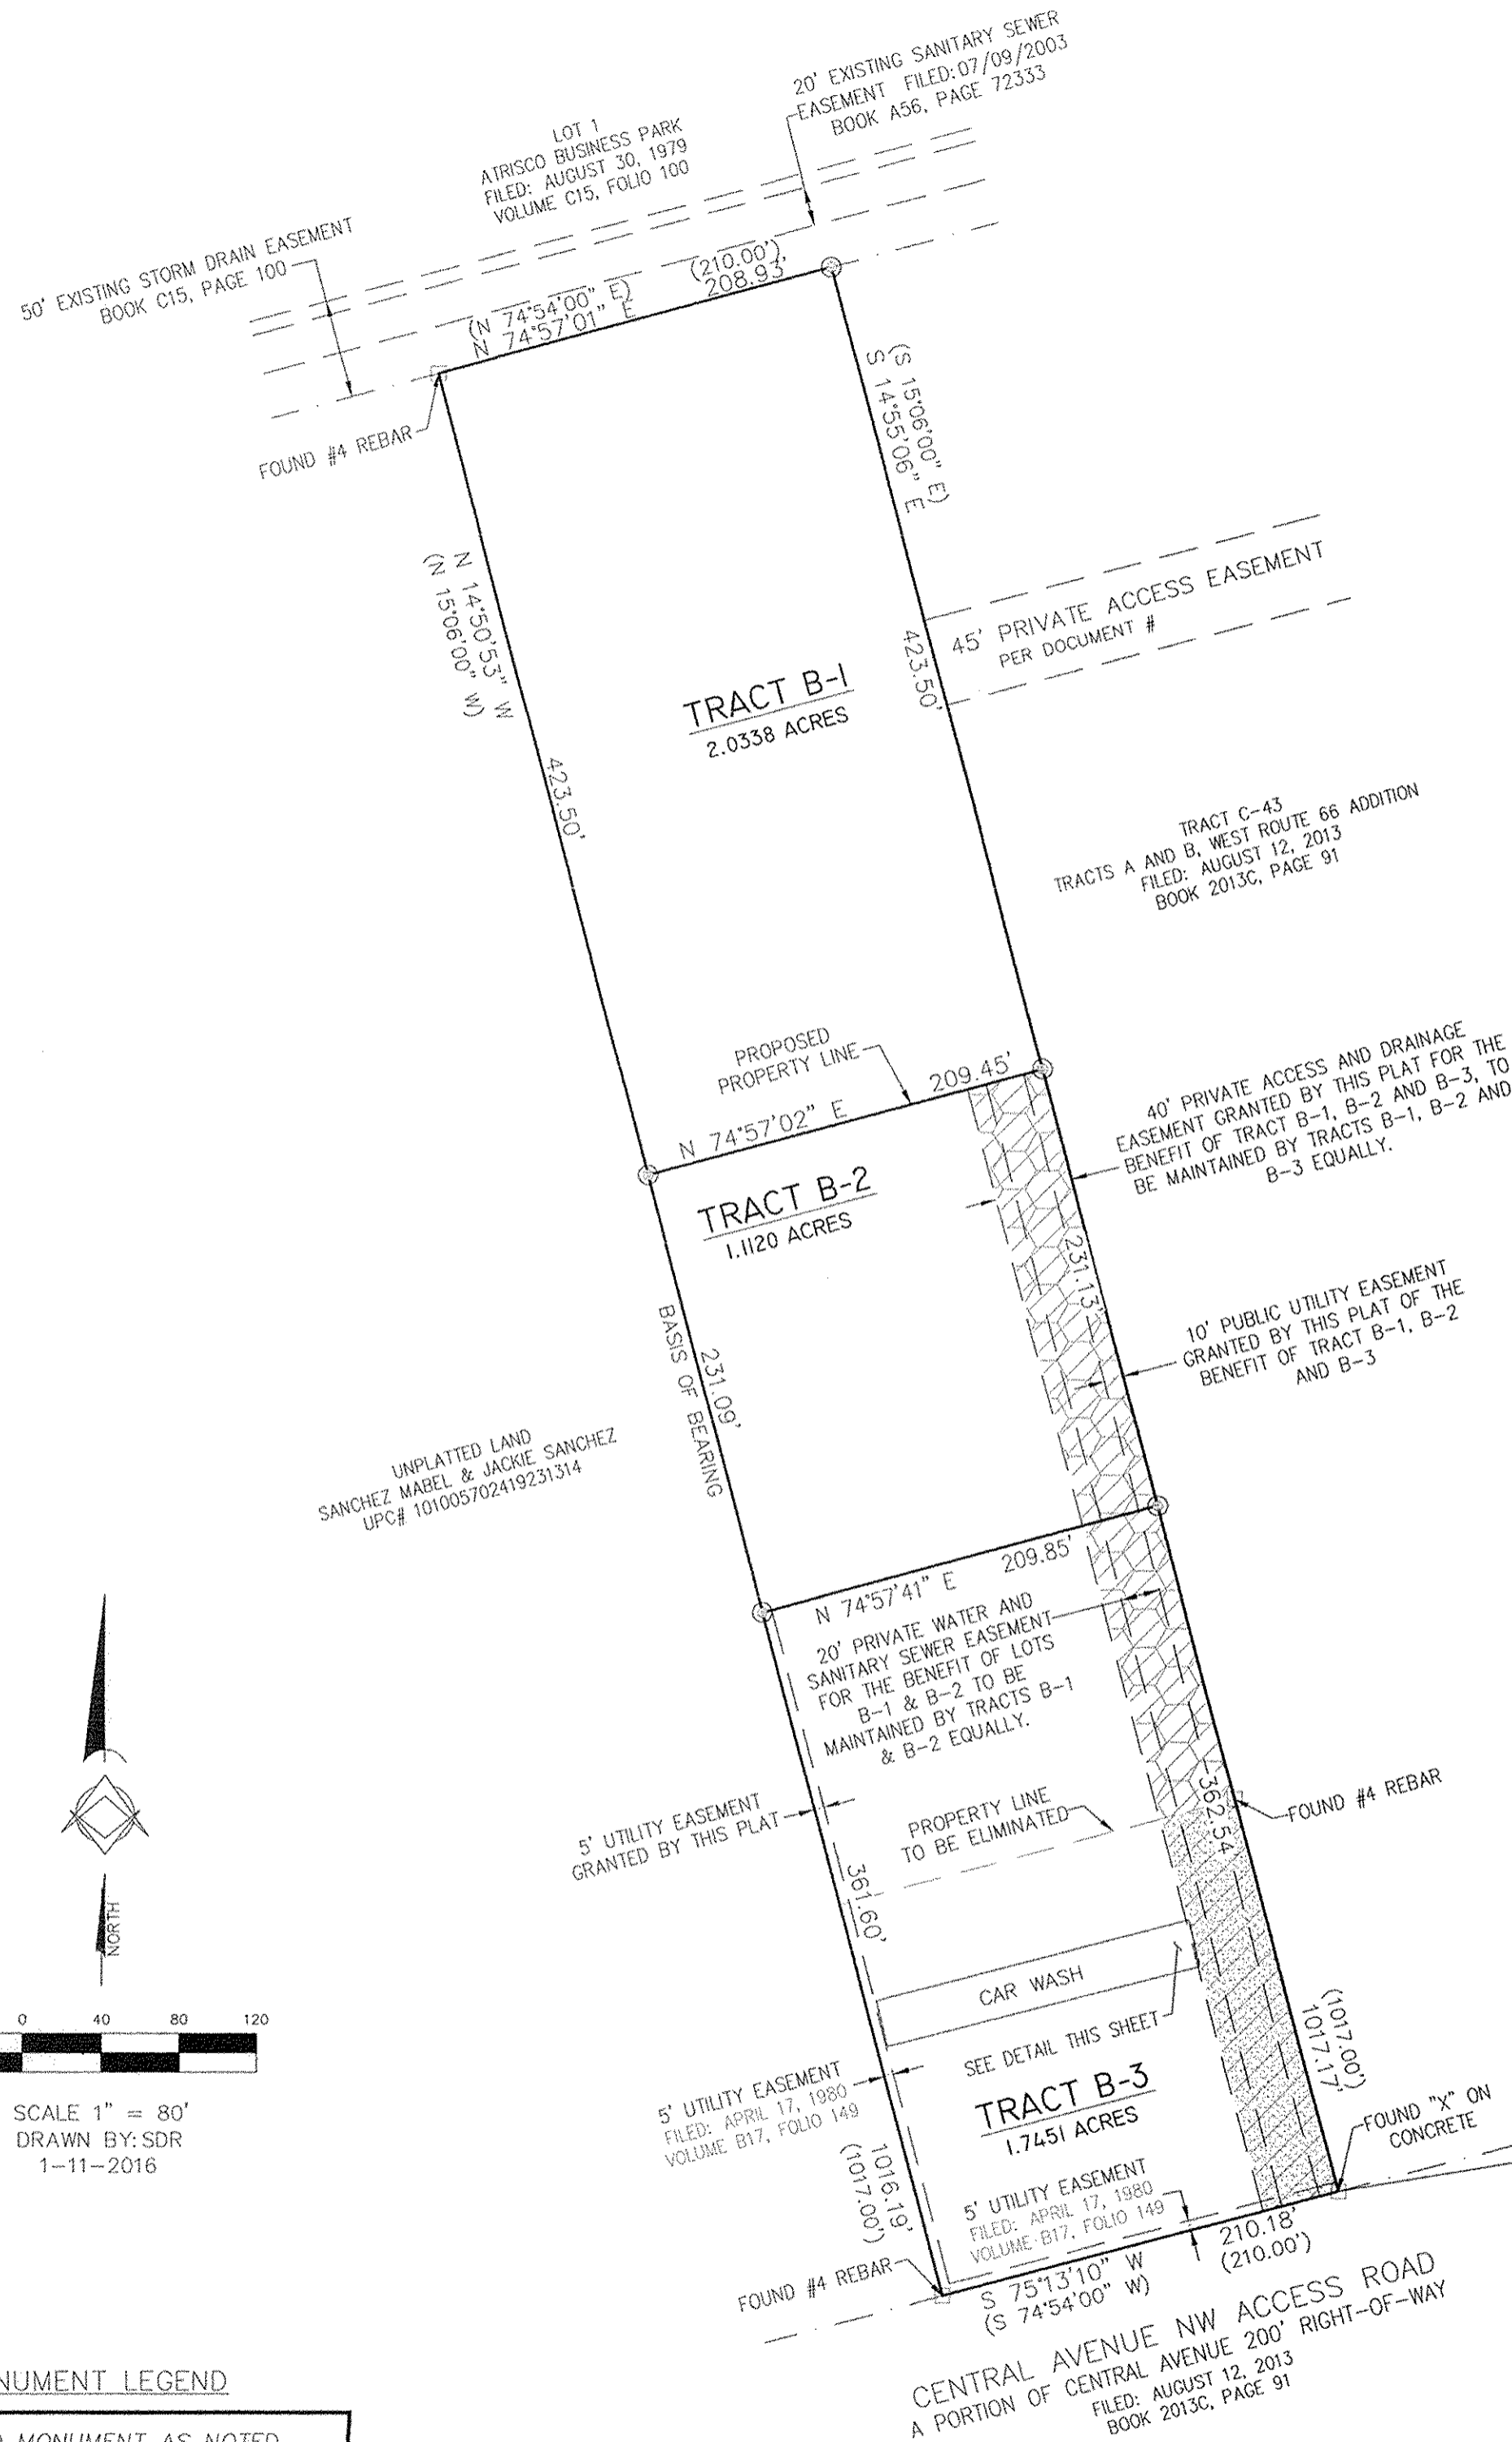 20' EXISTING SANITARY SEWER
EASEMENT FILED: 07/09/2003
BOOK A56, PAGE 72333
LOT 1
ATRISCO BUSINESS PARK
FILED: AUGUST 30, 1979
VOLUME C15, FOLIO 100
50' EXISTING STORM DRAIN EASEMENT
BOOK C15, PAGE 100
(210.00')
208.93'
(N 74°54'00" E)
N 74°57'01" E
FOUND #4 REBAR
(S 15°06'00" E)
S 14°55'06" E
N 14°50'53" W
(N 15°06'00" W)
45' PRIVATE ACCESS EASEMENT
PER DOCUMENT #
423.50'
TRACT B-1
2.0338 ACRES
423.50'
TRACT C-43
TRACTS A AND B, WEST ROUTE 66 ADDITION
FILED: AUGUST 12, 2013
BOOK 2013C, PAGE 91
PROPOSED
PROPERTY LINE
209.45'
N 74°57'02" E
40' PRIVATE ACCESS AND DRAINAGE
EASEMENT GRANTED BY THIS PLAT FOR THE
BENEFIT OF TRACT B-1, B-2 AND B-3, TO
BE MAINTAINED BY TRACTS B-1, B-2 AND
B-3 EQUALLY.
TRACT B-2
1.1120 ACRES
231.13'
10' PUBLIC UTILITY EASEMENT
GRANTED BY THIS PLAT OF THE
BENEFIT OF TRACT B-1, B-2
AND B-3
BASIS OF BEARING
231.09'
UNPLATTED LAND
SANCHEZ MABEL & JACKIE SANCHEZ
UPC# 101005702419231314
209.85'
N 74°57'41" E
20' PRIVATE WATER AND
SANITARY SEWER EASEMENT
FOR THE BENEFIT OF LOTS
B-1 & B-2 TO BE
MAINTAINED BY TRACTS B-1
& B-2 EQUALLY.
5' UTILITY EASEMENT
GRANTED BY THIS PLAT
PROPERTY LINE
TO BE ELIMINATED
362.54
FOUND #4 REBAR
361.60'
NORTH
CAR WASH
SEE DETAIL THIS SHEET
(1017.00')
1017.17'
0 40 80 120
SCALE 1" = 80'
DRAWN BY: SDR
1-11-2016
5' UTILITY EASEMENT
FILED: APRIL 17, 1980
VOLUME B17, FOLIO 149
TRACT B-3
1.7451 ACRES
FOUND "X" ON
CONCRETE
1016.19'
(1017.00')
5' UTILITY EASEMENT
FILED: APRIL 17, 1980
VOLUME B17, FOLIO 149
210.18'
(210.00')
FOUND #4 REBAR
S 75°13'10" W
(S 74°54'00" W)
CENTRAL AVENUE NW ACCESS ROAD
A PORTION OF CENTRAL AVENUE 200' RIGHT-OF-WAY
FILED: AUGUST 12, 2013
BOOK 2013C, PAGE 91
NUMENT LEGEND
MONUMENT AS NOTED